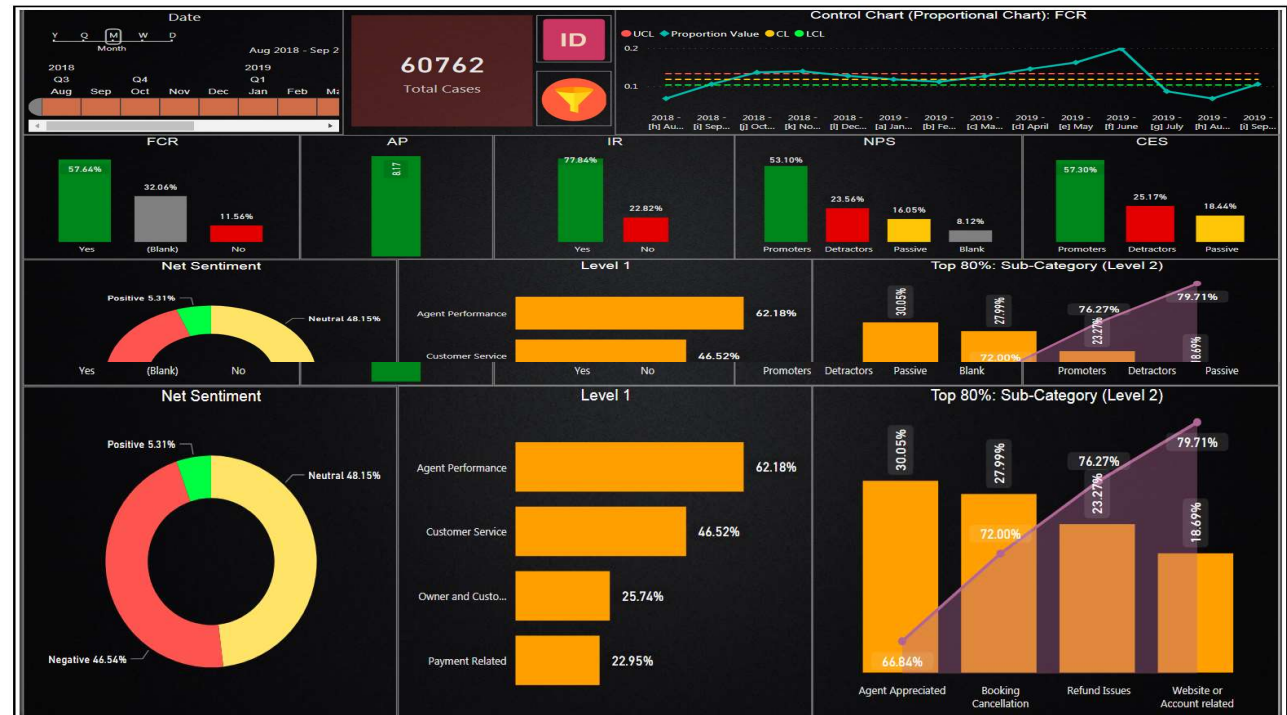 Date
Y Q M W D
Month
Aug 2018 - Sep 2
2018 2019
Q3 Q4 Q1
Aug Sep Oct Nov Dec Jan Feb Ma
60762
Total Cases
ID
Control Chart (Proportional Chart): FCR
UCL Proportion Value CL LCL
0.2
0.1
2018 - 2018 - 2018 - 2018 - 2018 - 2019 - 2019 - 2019 - 2019 - 2019 - 2019 - 2019 - 2019 - 2019 -
[h] Au... [i] Sep... [j] Oct... [k] No... [l] Dec... [a] Jan... [b] Fe... [c] Ma... [d] April [e] May [f] June [g] July [h] Au... [i] Sep...
FCR
57.64%
32.06%
11.56%
Yes (Blank) No
AP
8.17
IR
77.84%
22.82%
Yes No
NPS
53.10%
23.56%
16.05%
8.12%
Promoters Detractors Passive Blank
CES
57.30%
25.17%
18.44%
Promoters Detractors Passive
Net Sentiment
Positive 5.31%
Neutral 48.15%
Level 1
Agent Performance
62.18%
Customer Service
46.52%
Top 80%: Sub-Category (Level 2)
30.05%
27.99%
76.27%
23.27%
79.71%
72.00%
18.69%
Yes (Blank) No
Yes No
Promoters Detractors Passive Blank
Promoters Detractors Passive
Net Sentiment
Positive 5.31%
Neutral 48.15%
Negative 46.54%
Level 1
Agent Performance
62.18%
Customer Service
46.52%
Owner and Custo...
25.74%
Payment Related
22.95%
Top 80%: Sub-Category (Level 2)
30.05%
27.99%
76.27%
23.27%
79.71%
72.00%
18.69%
66.84%
Agent Appreciated
Booking
Cancellation
Refund Issues
Website or
Account related